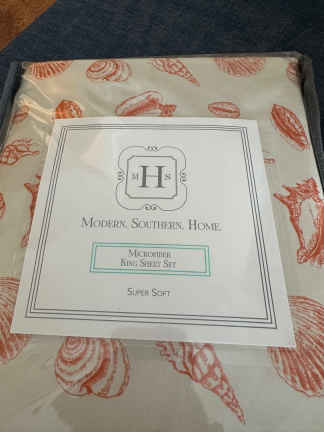 M H S
MODERN. SOUTHERN. HOME.
MICROFIBER
KING SHEET SET
SUPER SOFT